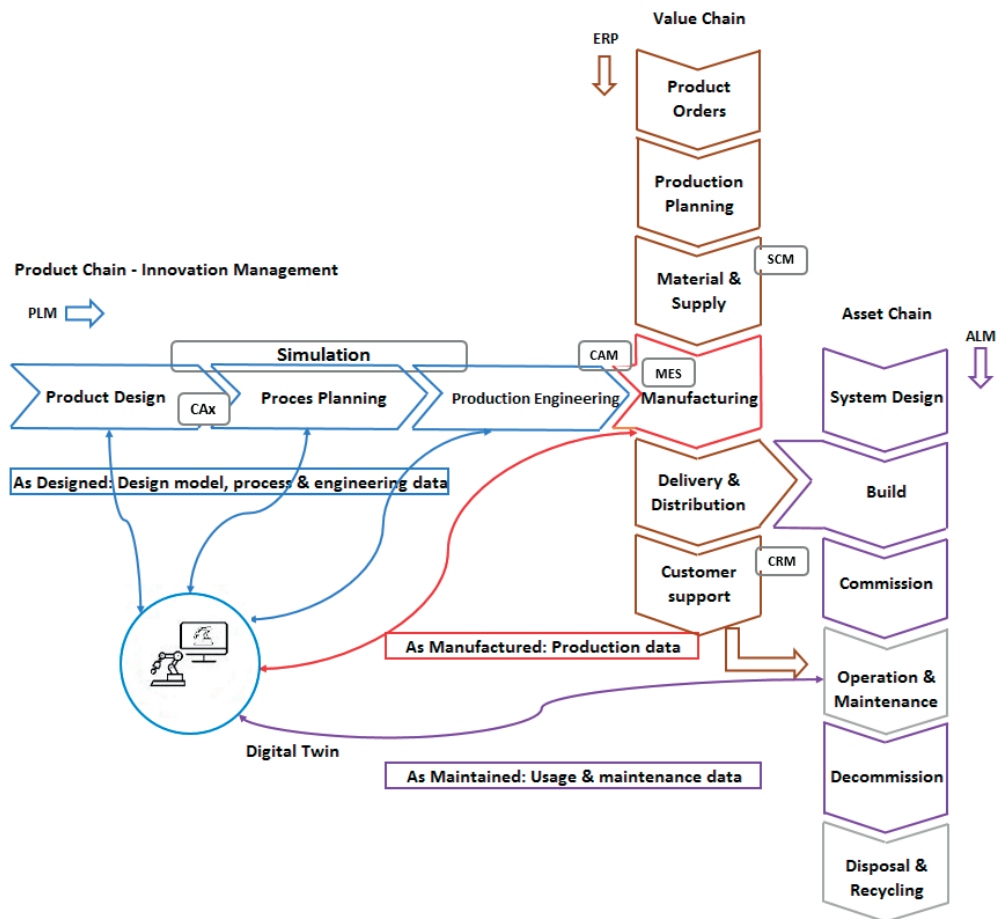 Value Chain
ERP
Product
Orders
Production
Planning
Material &
Supply
SCM
Product Chain - Innovation Management
PLM
Asset Chain
ALM
Simulation
CAM
MES
Product Design
CAx
Proces Planning
Production Engineering
Manufacturing
System Design
As Designed: Design model, process & engineering data
Delivery &
Distribution
Build
Customer
support
CRM
Commission
As Manufactured: Production data
Operation &
Maintenance
Digital Twin
As Maintained: Usage & maintenance data
Decommission
Disposal &
Recycling